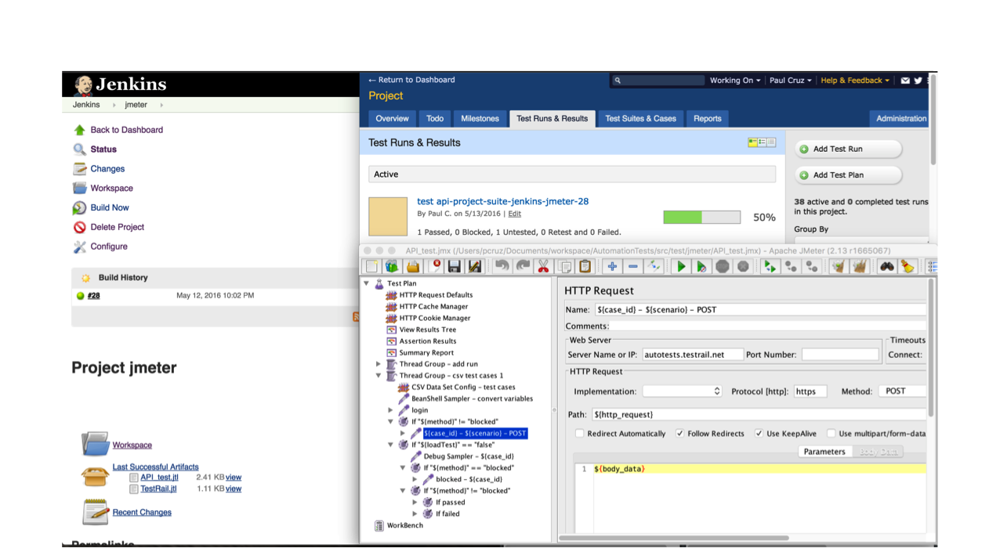 Jenkins
Jenkins
jmeter
Back to Dashboard
Status
Changes
Workspace
Build Now
Delete Project
Configure
Build History
#28
May 12, 2016 10:02 PM
Project jmeter
Workspace
Last Successful Artifacts
API_test.jtl 2.41 KB view
TestRail.jtl 1.11 KB view
Recent Changes
Permalinks
← Return to Dashboard
Working On Paul Cruz Help & Feedback
Project
Overview Todo Milestones Test Runs & Results Test Suites & Cases Reports Administration
Test Runs & Results
Active
test api-project-suite-jenkins-jmeter-28
By Paul C. on 5/13/2016 | Edit
1 Passed, 0 Blocked, 1 Untested, 0 Retest and 0 Failed.
50%
Add Test Run
Add Test Plan
38 active and 0 completed test runs
in this project.
Group By
API_test.jmx (/Users/pcruz/Documents/workspace/AutomationTests/src/test/jmeter/API_test.jmx) - Apache JMeter (2.13 r1665067)
Test Plan
HTTP Request Defaults
HTTP Cache Manager
HTTP Cookie Manager
View Results Tree
Assertion Results
Summary Report
Thread Group - add run
Thread Group - csv test cases 1
CSV Data Set Config - test cases
BeanShell Sampler - convert variables
login
If "${method}" != "blocked"
${case_id} - ${scenario} - POST
If "${loadTest}" == "false"
Debug Sampler - ${case_id}
If "${method}" == "blocked"
blocked - ${case_id}
If "${method}" != "blocked"
If passed
If failed
WorkBench
HTTP Request
Name: ${case_id} - ${scenario} - POST
Comments:
Web Server
Timeouts
Server Name or IP: autotests.testrail.net Port Number:
Connect:
HTTP Request
Implementation: Protocol [http]: https Method: POST
Path: ${http_request}
Redirect Automatically Follow Redirects Use KeepAlive Use multipart/form-data
Parameters Body Data
1 ${body_data}